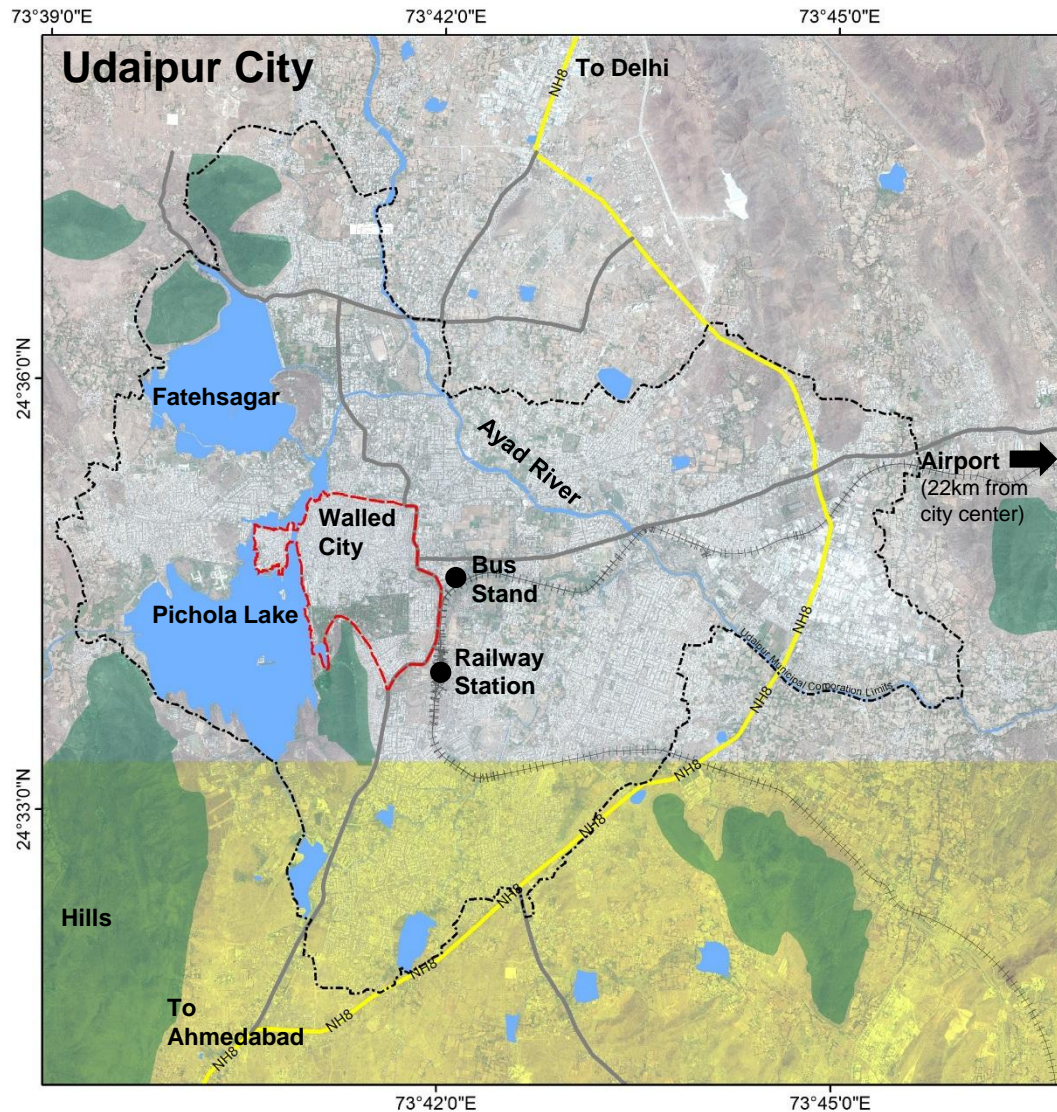 73°39'0"E
73°42'0"E
73°45'0"E
Udaipur City
To Delhi
NH8
24°36'0"N
Fatehsagar
Ayad River
Airport
(22km from
city center)
Walled
City
Bus
Stand
Pichola Lake
NH8
Udaipur Municipal Corporation Limits
Railway
Station
NH8
NH8
24°33'0"N
NH8
NH8
Hills
NH8
To
Ahmedabad
NH8
NH8
73°42'0"E
73°45'0"E